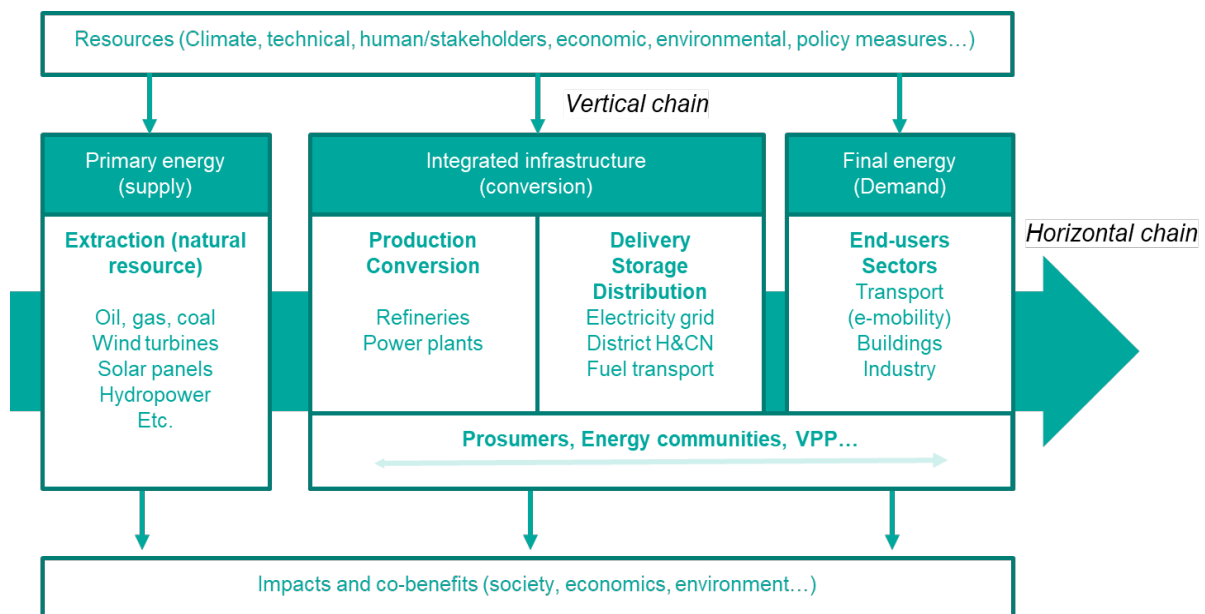 Resources (Climate, technical, human/stakeholders, economic, environmental, policy measures…)
Vertical chain
Primary energy
(supply)
Integrated infrastructure
(conversion)
Final energy
(Demand)
Extraction (natural
resource)
Oil, gas, coal
Wind turbines
Solar panels
Hydropower
Etc.
Production
Conversion
Refineries
Power plants
Delivery
Storage
Distribution
Electricity grid
District H&CN
Fuel transport
End-users
Sectors
Transport
(e-mobility)
Buildings
Industry
Horizontal chain
Prosumers, Energy communities, VPP…
Impacts and co-benefits (society, economics, environment…)